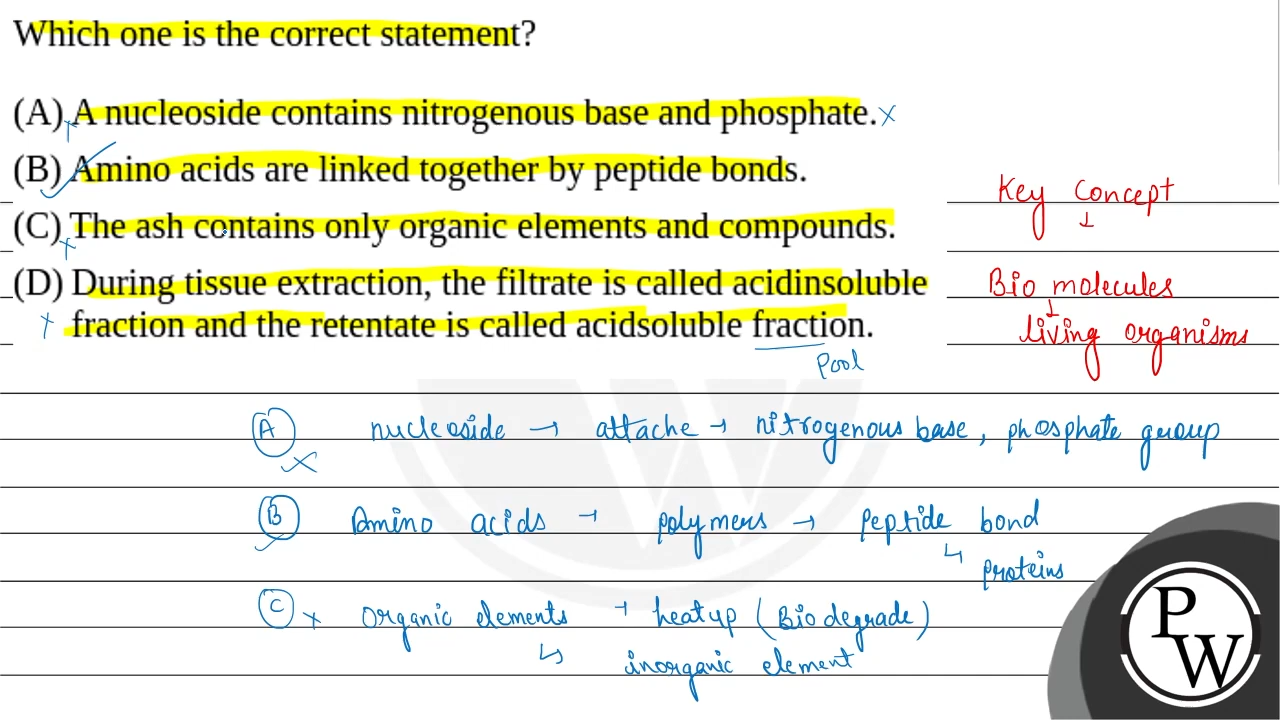 Which one is the correct statement?
(A) A nucleoside contains nitrogenous base and phosphate. x
(B) Amino acids are linked together by peptide bonds.
(C) The ash contains only organic elements and compounds.
(D) During tissue extraction, the filtrate is called acidinsoluble
fraction and the retentate is called acidsoluble fraction.
Pool
Key Concept
↓
Bio molecules
↓
living organisms
A x nucleoside → attache → nitrogenous base, phosphate group
B Amino acids → polymers → peptide bond
↳ proteins
C x organic elements → heat up (Bio degrade)
↳ inorganic element
PW